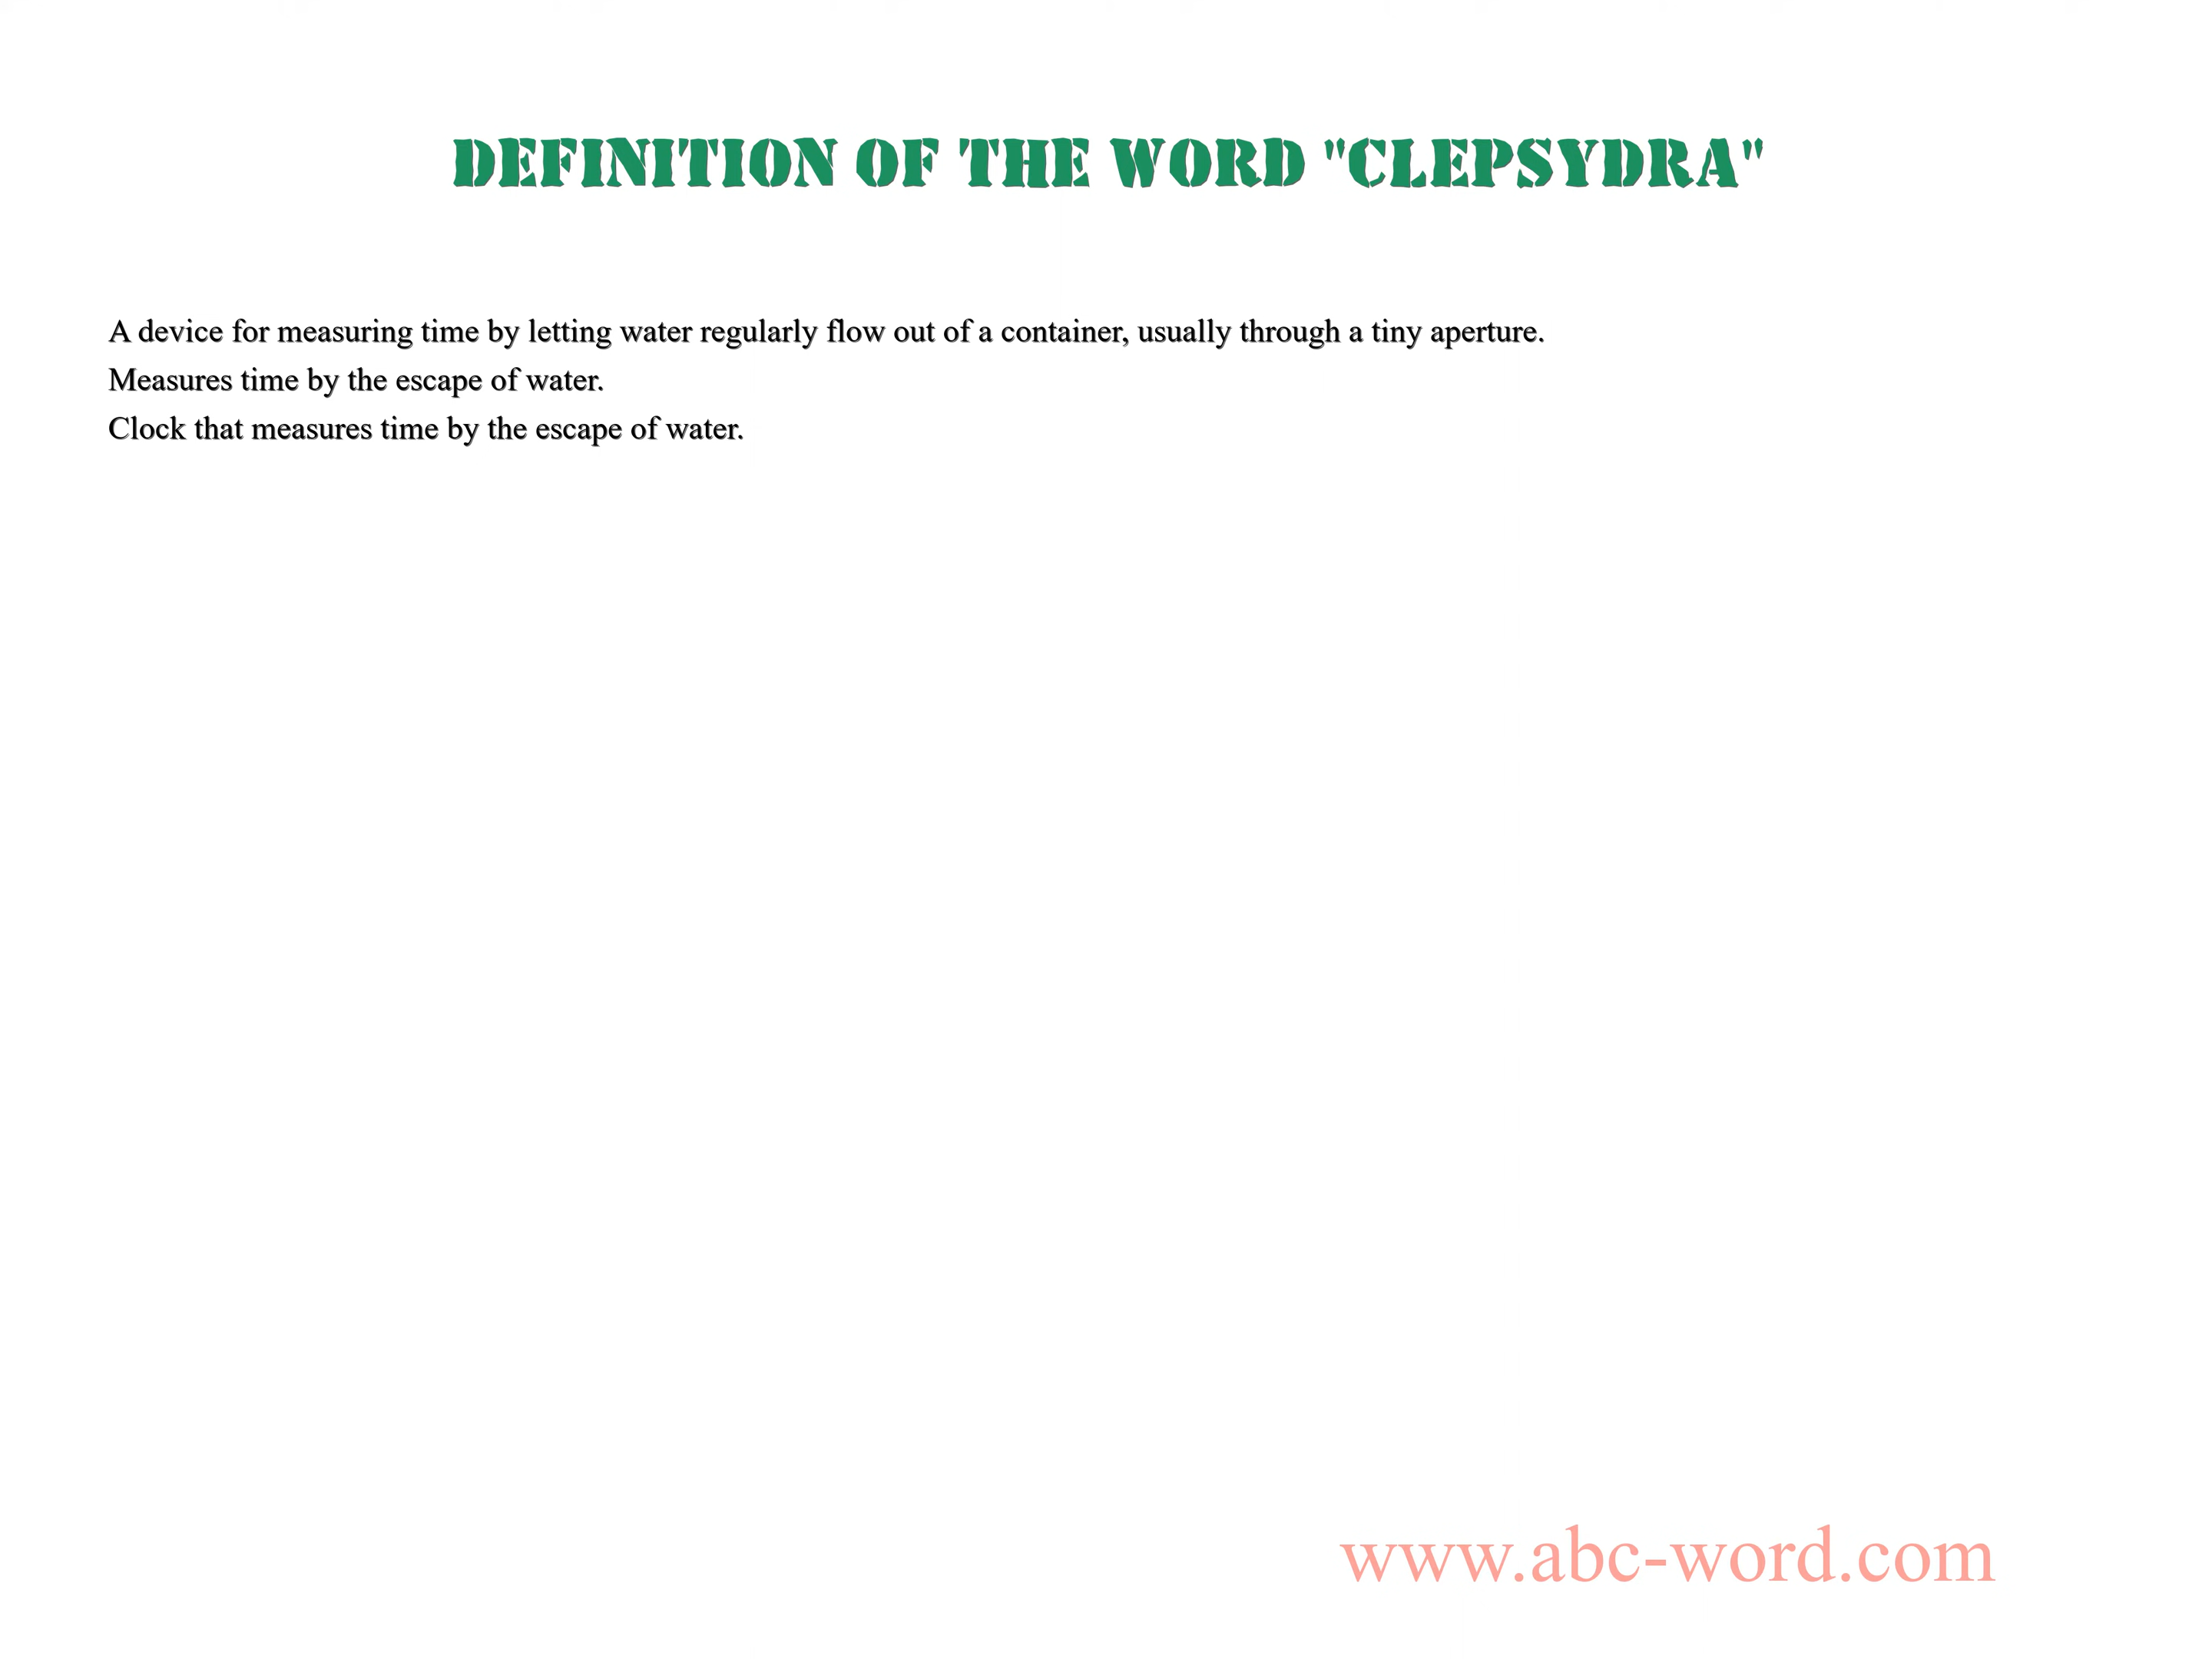 DEFINITION OF THE WORD "CLEPSYDRA"
A device for measuring time by letting water regularly flow out of a container, usually through a tiny aperture.
Measures time by the escape of water.
Clock that measures time by the escape of water.
www.abc-word.com